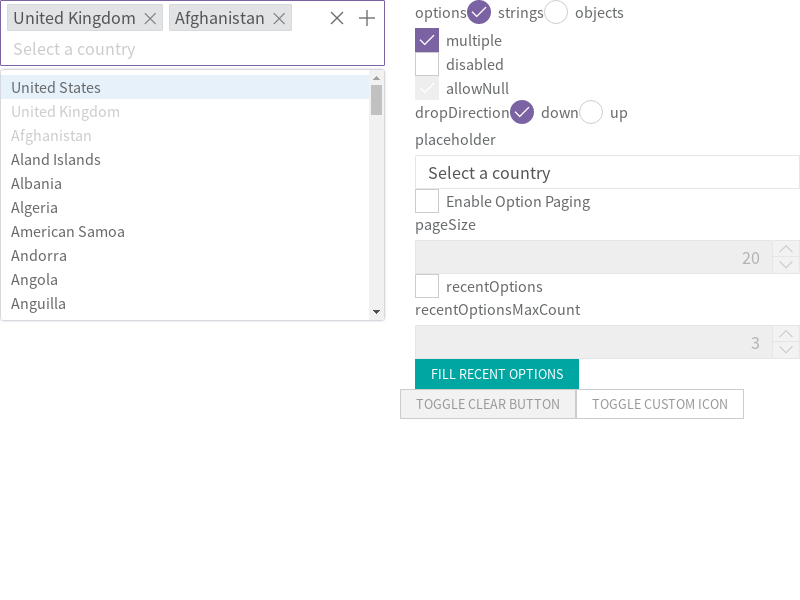 United Kingdom Afghanistan
Select a country
United States
United Kingdom
Afghanistan
Aland Islands
Albania
Algeria
American Samoa
Andorra
Angola
Anguilla
options strings objects
multiple
disabled
allowNull
dropDirection down up
placeholder
Select a country
Enable Option Paging
pageSize
20
recentOptions
recentOptionsMaxCount
3
FILL RECENT OPTIONS
TOGGLE CLEAR BUTTON TOGGLE CUSTOM ICON